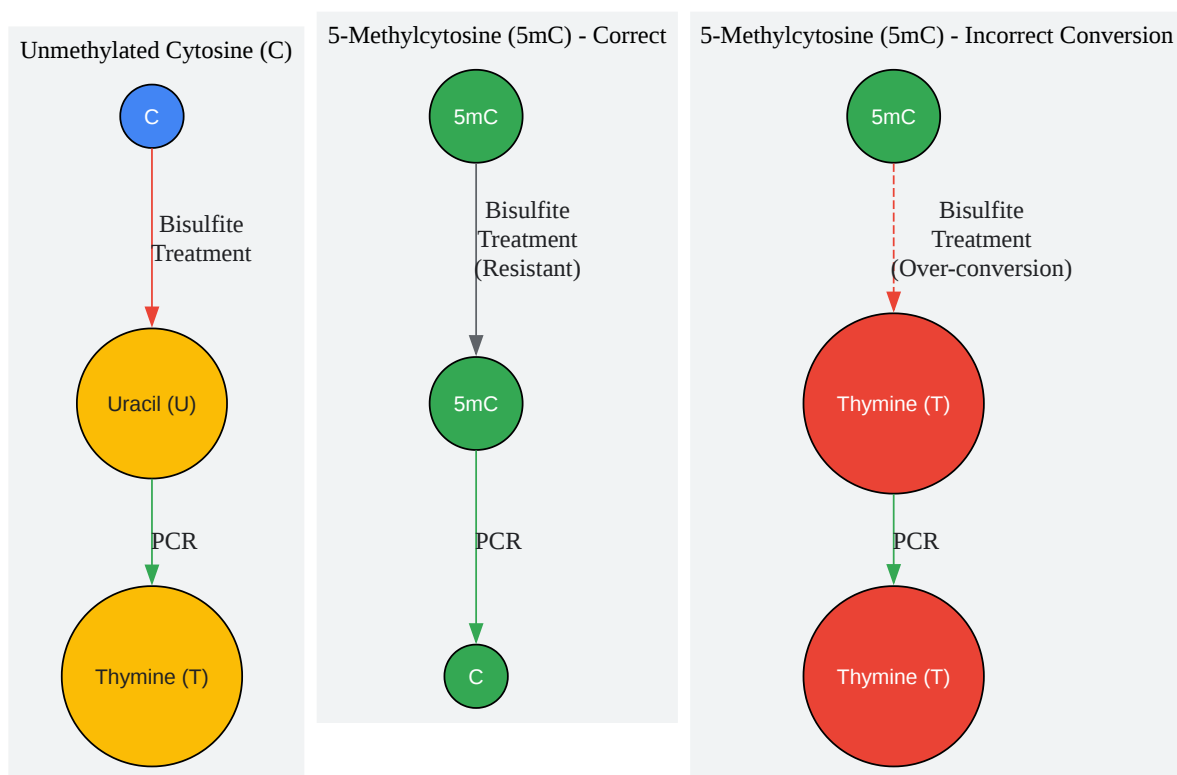 Unmethylated Cytosine (C)
C
Bisulfite
Treatment
Uracil (U)
PCR
Thymine (T)
5-Methylcytosine (5mC) - Correct
5mC
Bisulfite
Treatment
(Resistant)
5mC
PCR
C
5-Methylcytosine (5mC) - Incorrect Conversion
5mC
Bisulfite
Treatment
(Over-conversion)
Thymine (T)
PCR
Thymine (T)